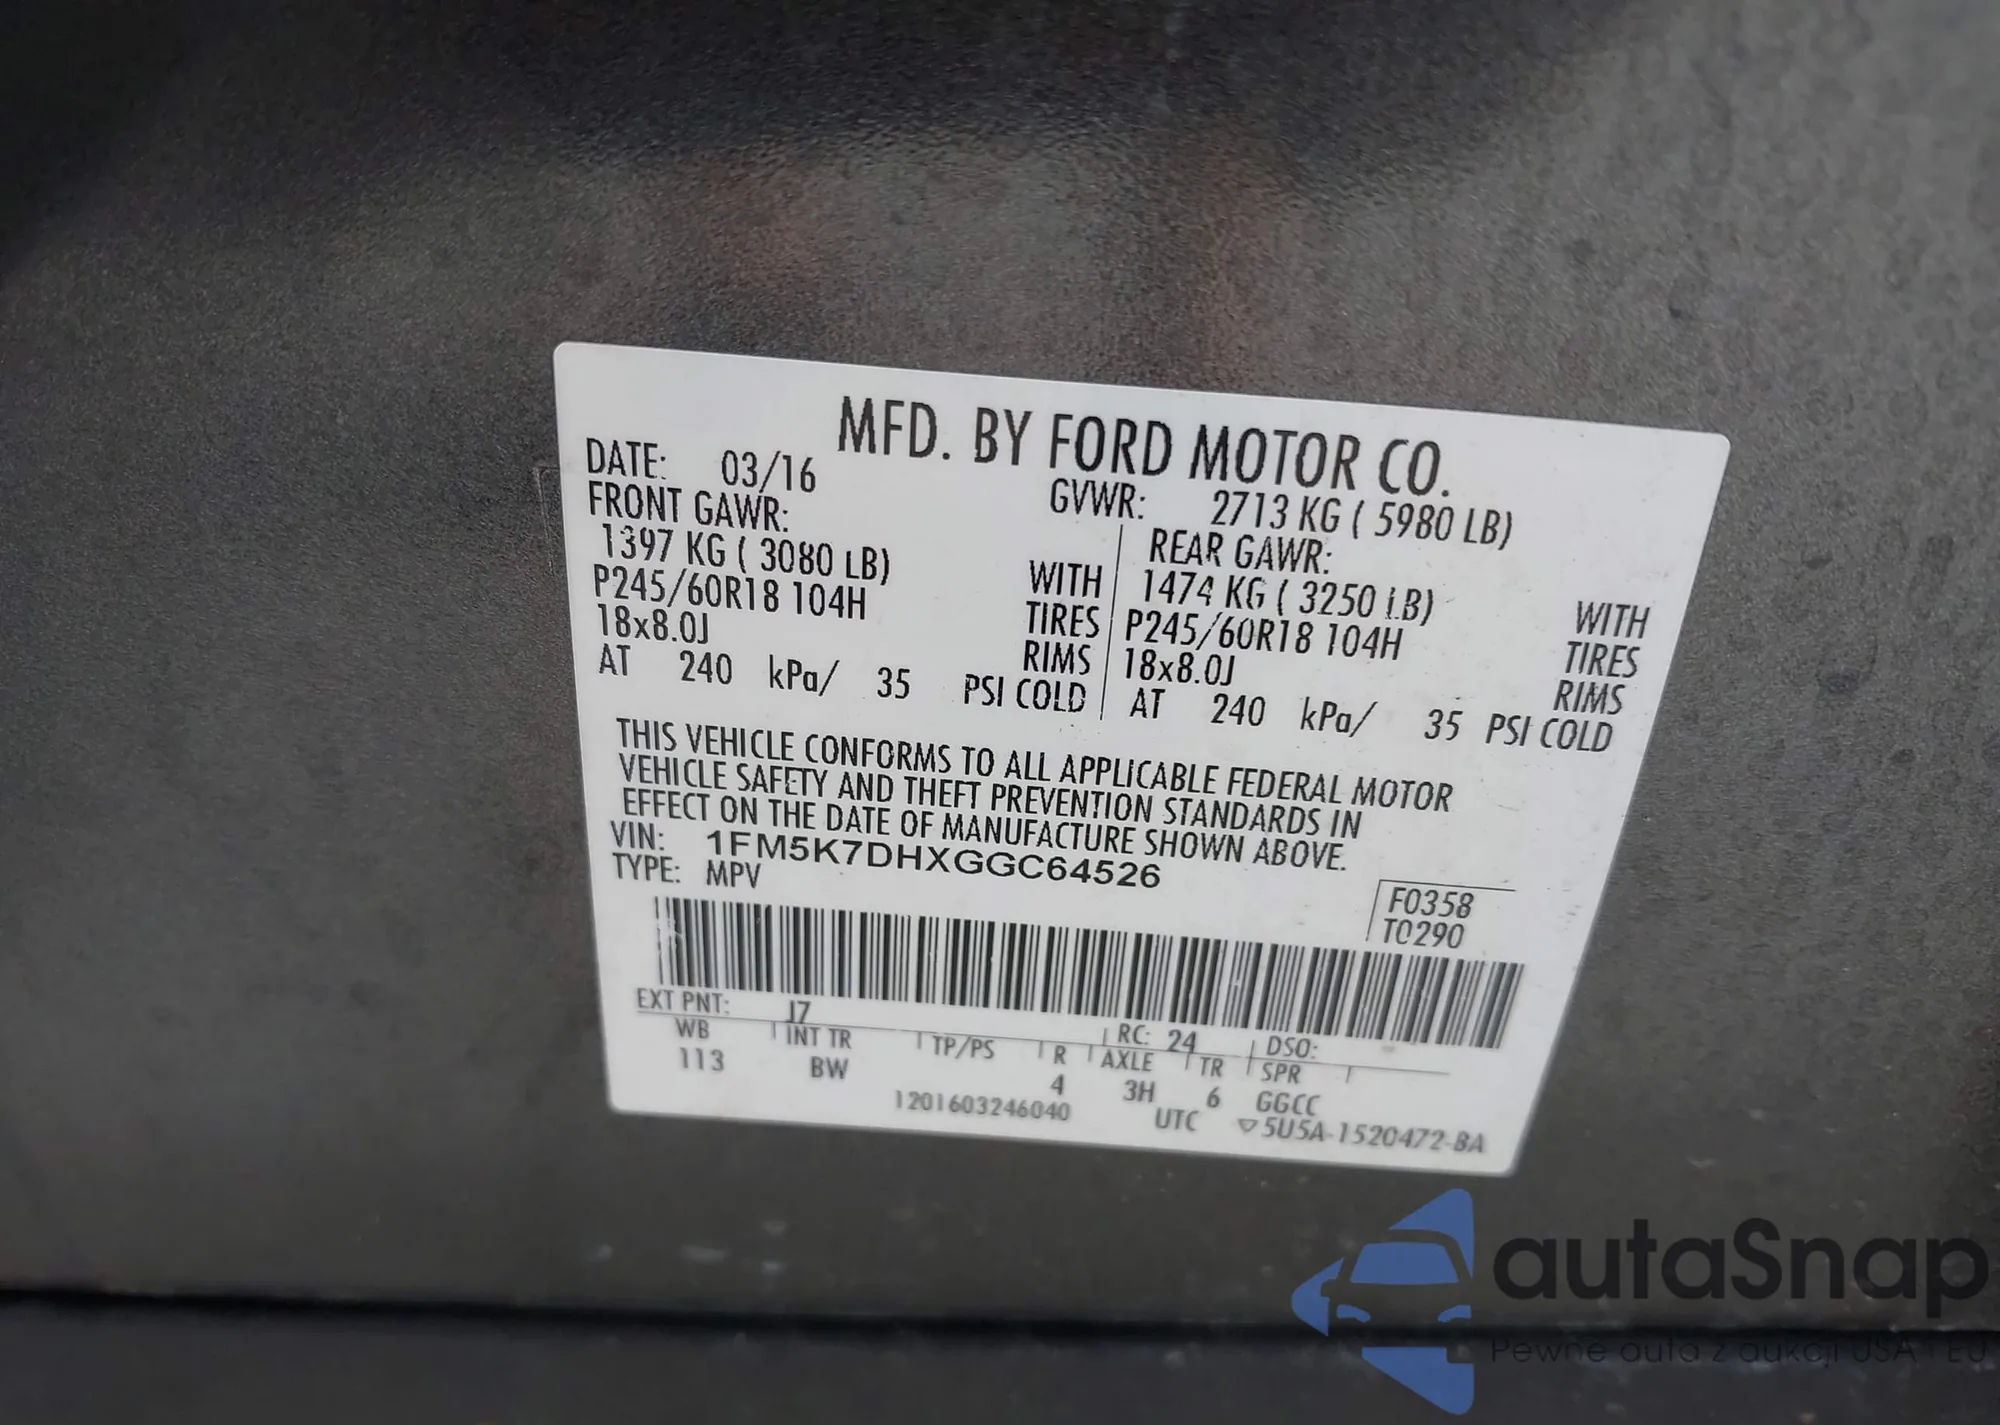 MFD. BY FORD MOTOR CO.
DATE: 03/16 GVWR: 2713 KG ( 5980 LB)
FRONT GAWR: REAR GAWR:
1397 KG ( 3080 LB) WITH 1474 KG ( 3250 LB) WITH
P245/60R18 104H TIRES P245/60R18 104H TIRES
18x8.0J RIMS 18x8.0J RIMS
AT 240 kPa/ 35 PSI COLD AT 240 kPa/ 35 PSI COLD
THIS VEHICLE CONFORMS TO ALL APPLICABLE FEDERAL MOTOR
VEHICLE SAFETY AND THEFT PREVENTION STANDARDS IN
EFFECT ON THE DATE OF MANUFACTURE SHOWN ABOVE.
VIN: 1FM5K7DHXGGC64526
TYPE: MPV
F0358
T0290
EXT PNT: J7 RC: 24 DSO:
WB INT TR TP/PS R AXLE TR SPR
113 BW 4 3H 6 GGCC
1201603246040 UTC ▽5U5A-1520472-BA
autaSnap
Pewne auta z aukcji USA i EU